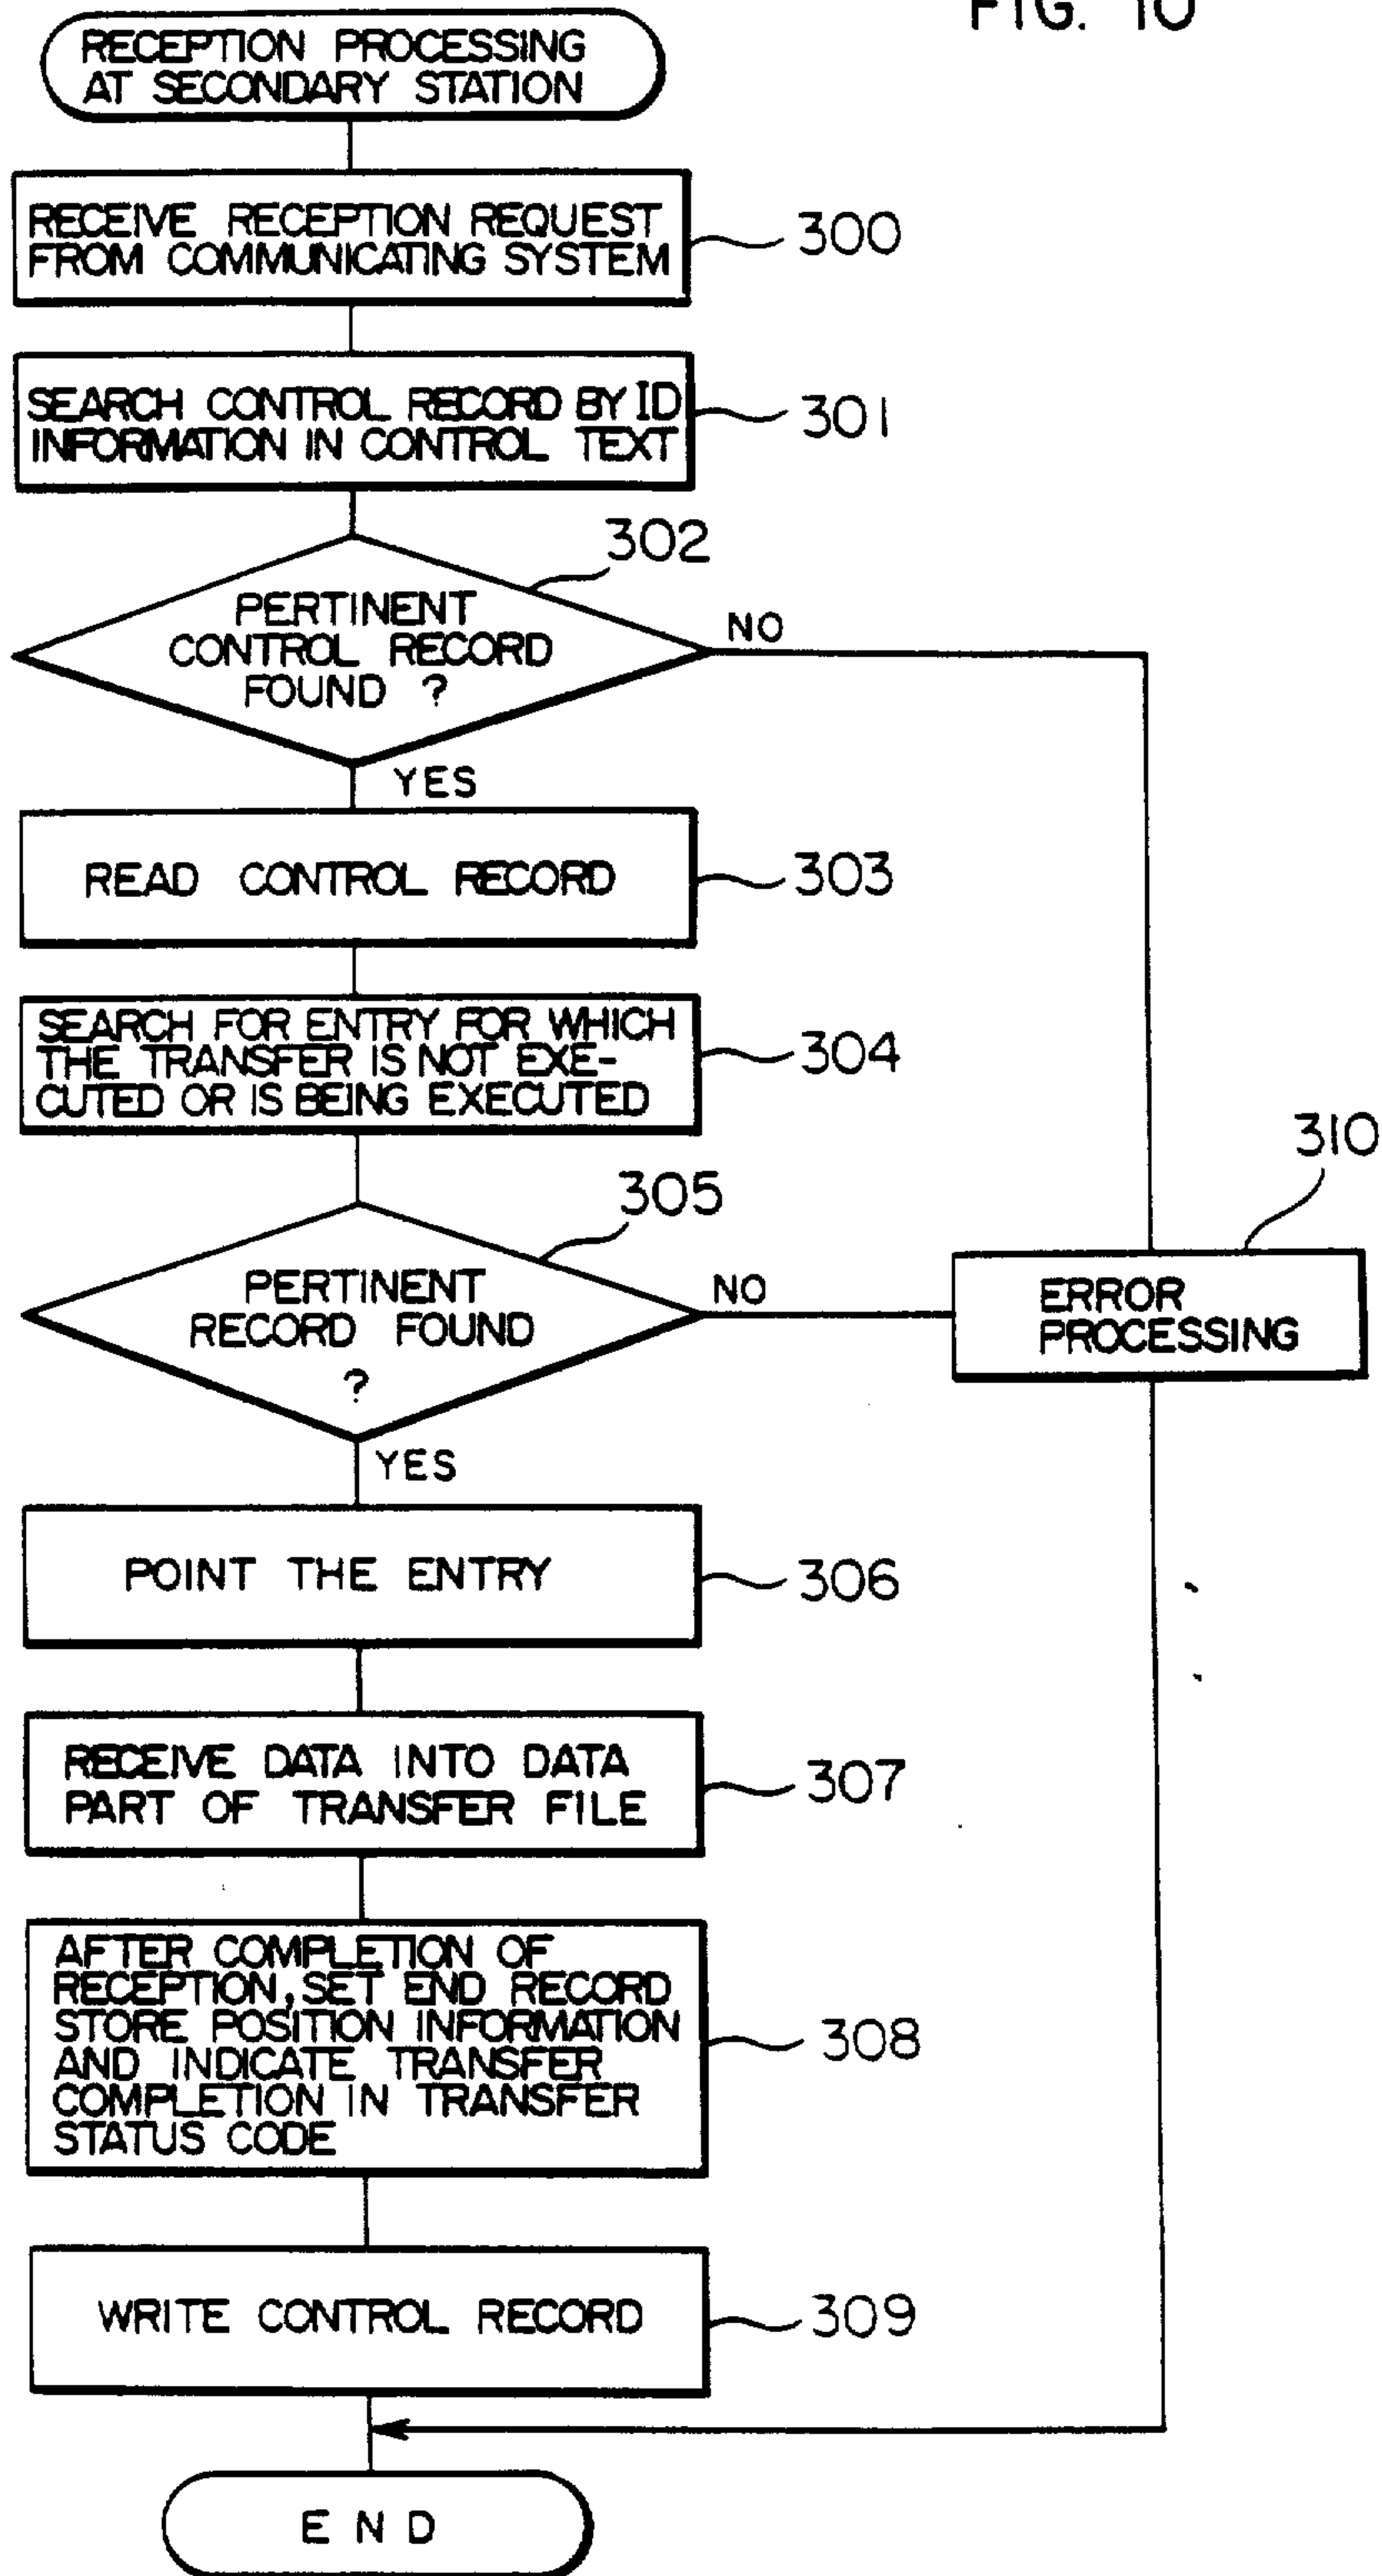 FIG. 10
RECEPTION PROCESSING
AT SECONDARY STATION
RECEIVE RECEPTION REQUEST
FROM COMMUNICATING SYSTEM
300
SEARCH CONTROL RECORD BY ID
INFORMATION IN CONTROL TEXT
301
302
PERTINENT
CONTROL RECORD
FOUND ?
NO
YES
READ CONTROL RECORD
303
SEARCH FOR ENTRY FOR WHICH
THE TRANSFER IS NOT EXE-
CUTED OR IS BEING EXECUTED
304
305
PERTINENT
RECORD FOUND
?
NO
310
ERROR
PROCESSING
YES
POINT THE ENTRY
306
RECEIVE DATA INTO DATA
PART OF TRANSFER FILE
307
AFTER COMPLETION OF
RECEPTION, SET END RECORD
STORE POSITION INFORMATION
AND INDICATE TRANSFER
COMPLETION IN TRANSFER
STATUS CODE
308
WRITE CONTROL RECORD
309
END